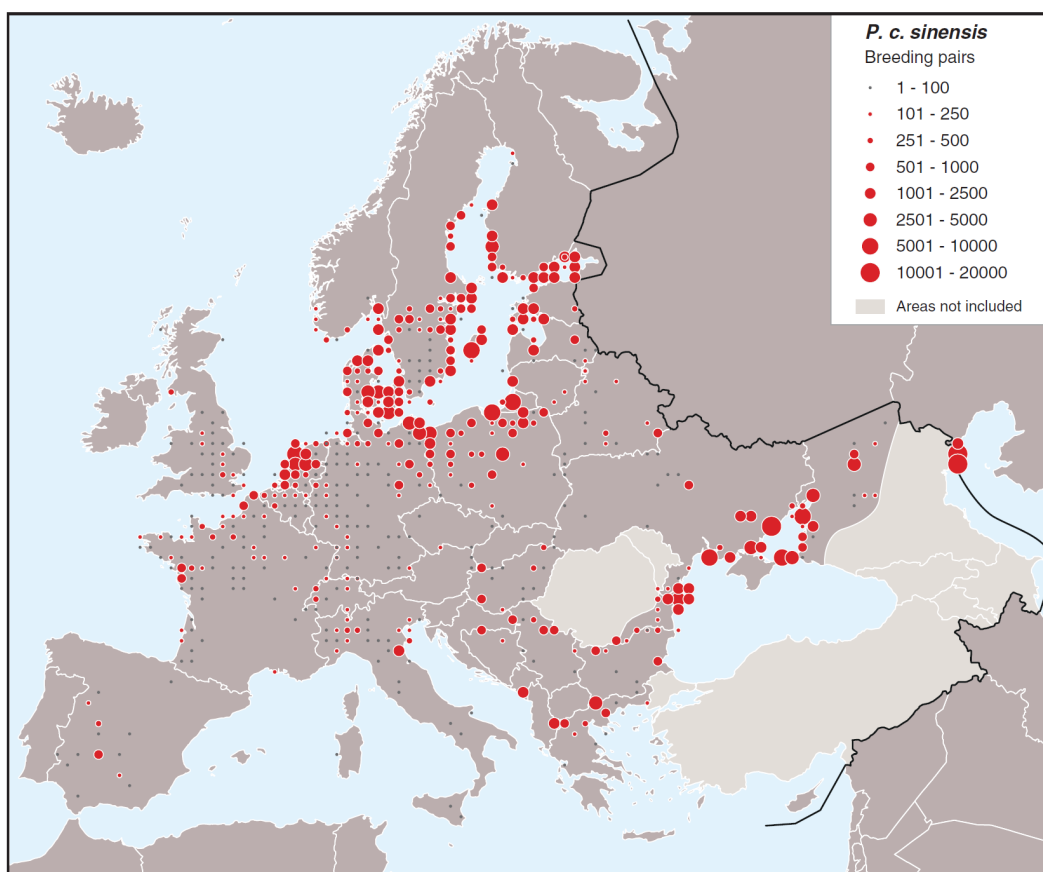 P. c. sinensis
Breeding pairs
1 - 100
101 - 250
251 - 500
501 - 1000
1001 - 2500
2501 - 5000
5001 - 10000
10001 - 20000
Areas not included